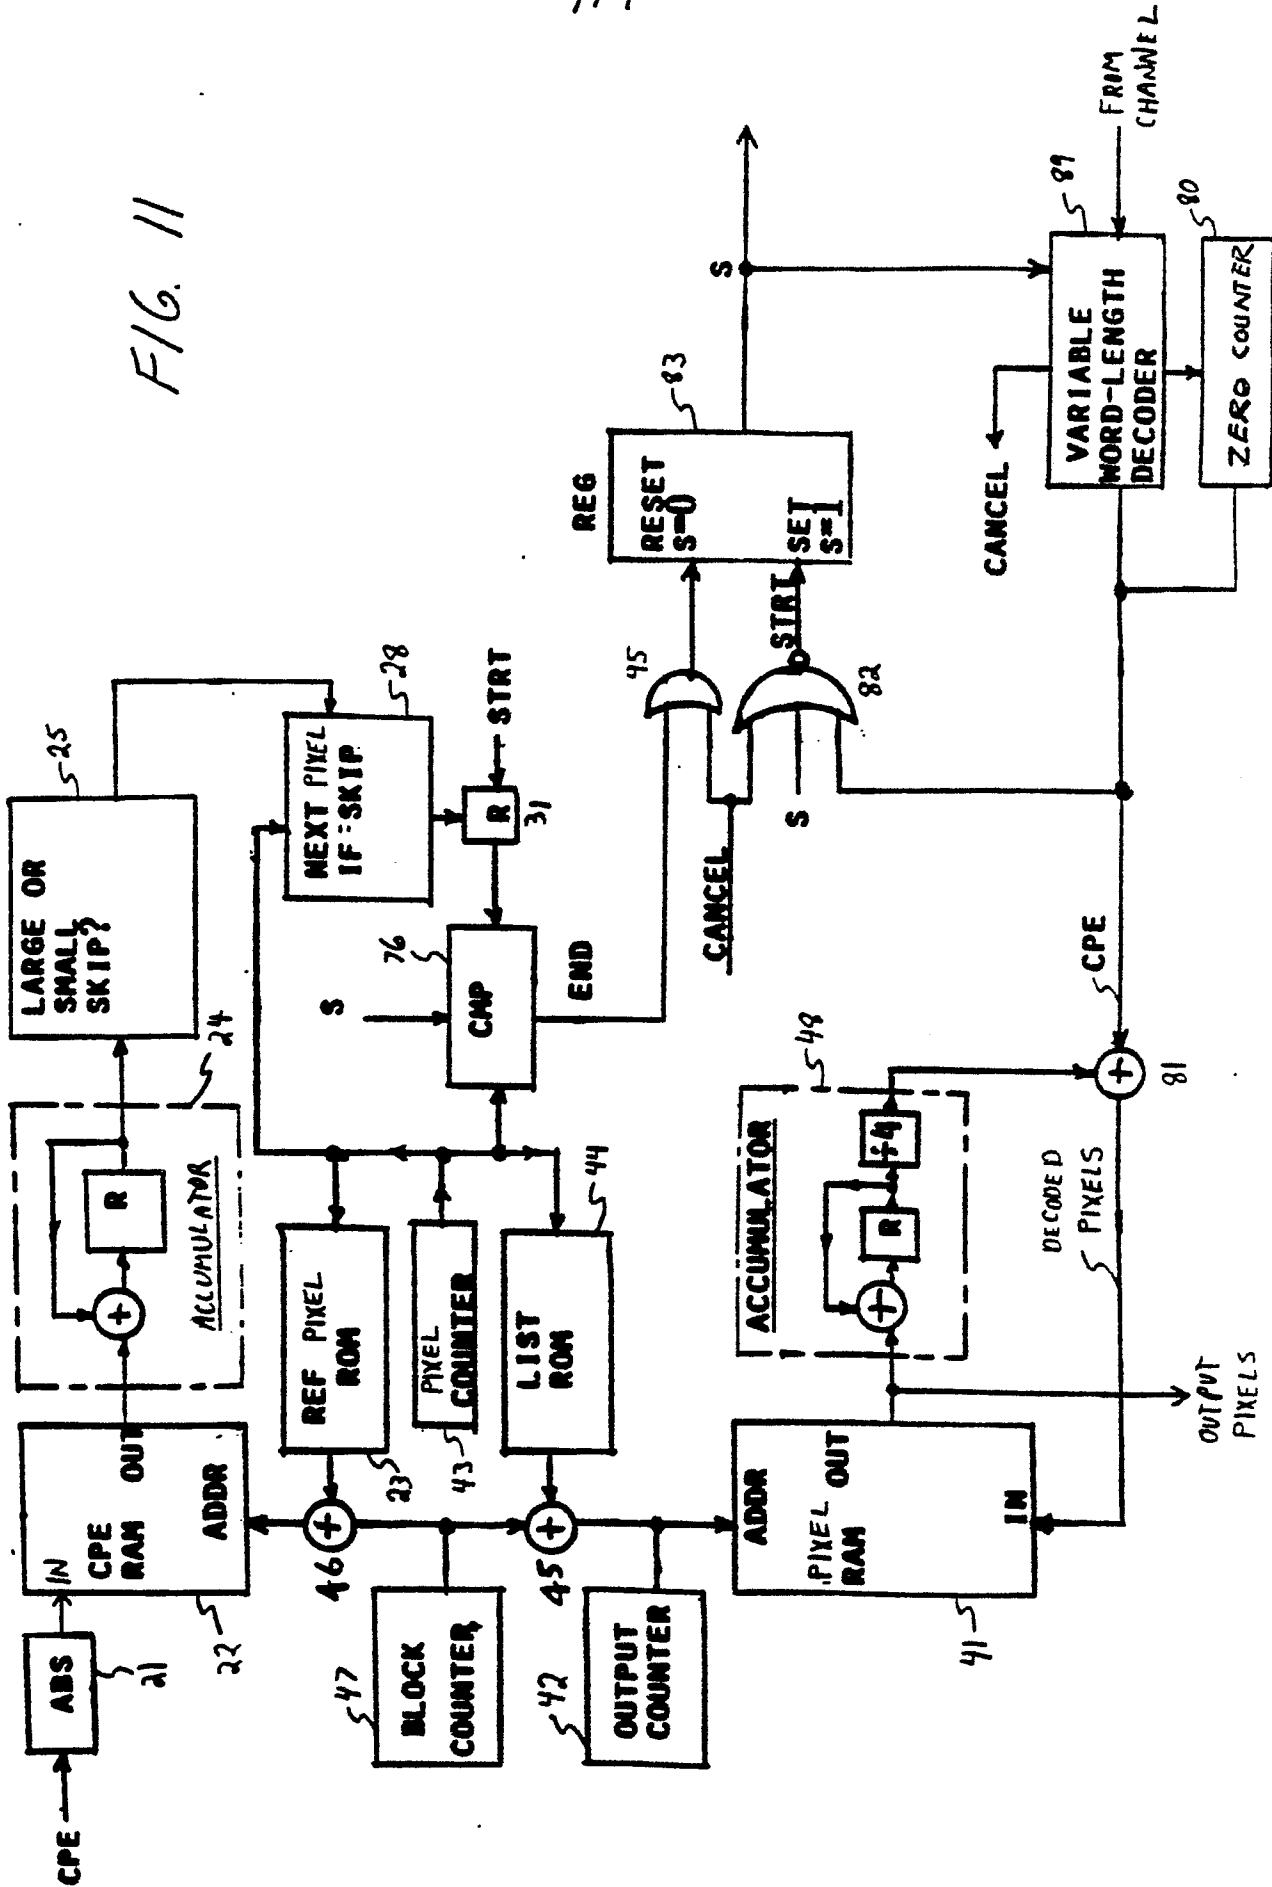 FIG. 11
CPE
ABS
21
IN
CPE
RAM
OUT
ADDR
22
R
ACCUMULATOR
24
LARGE OR
SMALL
SKIP?
25
46
REF PIXEL
ROM
23
NEXT PIXEL
IF = SKIP
28
47
BLOCK
COUNTER
PIXEL
COUNTER
43
R
31
STRT
S
76
CMP
END
45
LIST
ROM
44
42
OUTPUT
COUNTER
REG
RESET
S=0
SET
S=1
83
S
45
STRT
82
CANCEL
S
ADDR
PIXEL
RAM
OUT
IN
41
ACCUMULATOR
R
÷4
48
DECODED
PIXELS
81
CPE
OUTPUT
PIXELS
CANCEL
VARIABLE
WORD-LENGTH
DECODER
89
FROM
CHANNEL
ZERO COUNTER
80